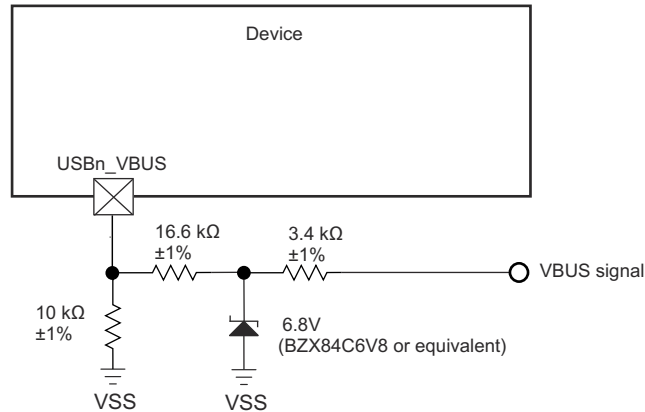 Device
USBn_VBUS
16.6 kΩ
±1%
3.4 kΩ
±1%
VBUS signal
10 kΩ
±1%
6.8V
(BZX84C6V8 or equivalent)
VSS
VSS